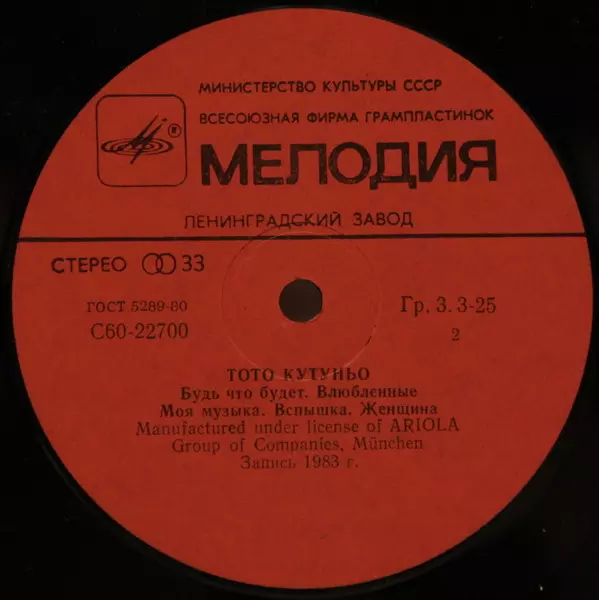 МИНИСТЕРСТВО КУЛЬТУРЫ СССР
ВСЕСОЮЗНАЯ ФИРМА ГРАМПЛАСТИНОК
®
МЕЛОДИЯ
ЛЕНИНГРАДСКИЙ ЗАВОД
СТЕРЕО 33
ГОСТ 5289-80
С60-22700
Гр. 3. 3-25
2
ТОТО КУТУНЬО
Будь что будет. Влюбленные
Моя музыка. Вспышка. Женщина
Manufactured under license of ARIOLA
Group of Companies, München
Запись 1983 г.